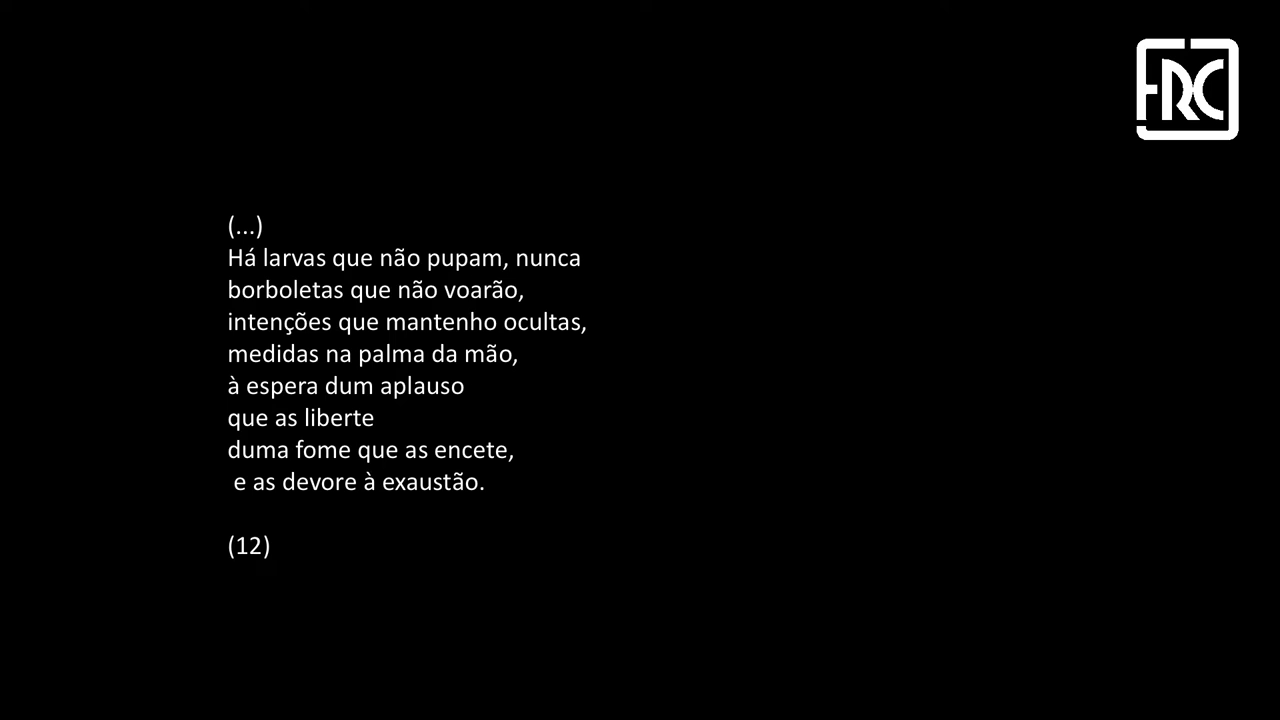 FRC
(...)
Há larvas que não pupam, nunca
borboletas que não voarão,
intenções que mantenho ocultas,
medidas na palma da mão,
à espera dum aplauso
que as liberte
duma fome que as encete,
e as devore à exaustão.
(12)